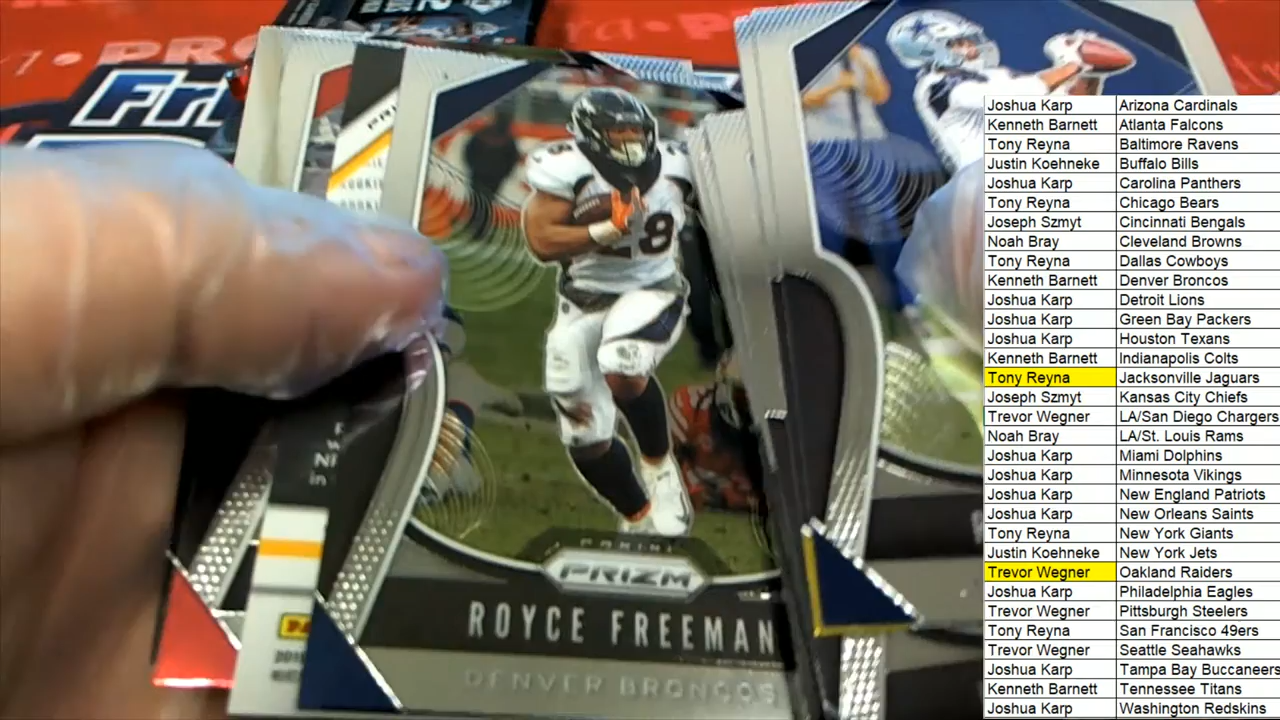 PRO
Fr
PRI
28
PANINI
PRIZM
ROYCE FREEMAN
DENVER BRONCOS
Joshua Karp Arizona Cardinals
Kenneth Barnett Atlanta Falcons
Tony Reyna Baltimore Ravens
Justin Koehneke Buffalo Bills
Joshua Karp Carolina Panthers
Tony Reyna Chicago Bears
Joseph Szmyt Cincinnati Bengals
Noah Bray Cleveland Browns
Tony Reyna Dallas Cowboys
Kenneth Barnett Denver Broncos
Joshua Karp Detroit Lions
Joshua Karp Green Bay Packers
Joshua Karp Houston Texans
Kenneth Barnett Indianapolis Colts
Tony Reyna Jacksonville Jaguars
Joseph Szmyt Kansas City Chiefs
Trevor Wegner LA/San Diego Chargers
Noah Bray LA/St. Louis Rams
Joshua Karp Miami Dolphins
Joshua Karp Minnesota Vikings
Joshua Karp New England Patriots
Joshua Karp New Orleans Saints
Tony Reyna New York Giants
Justin Koehneke New York Jets
Trevor Wegner Oakland Raiders
Joshua Karp Philadelphia Eagles
Trevor Wegner Pittsburgh Steelers
Tony Reyna San Francisco 49ers
Trevor Wegner Seattle Seahawks
Joshua Karp Tampa Bay Buccaneers
Kenneth Barnett Tennessee Titans
Joshua Karp Washington Redskins